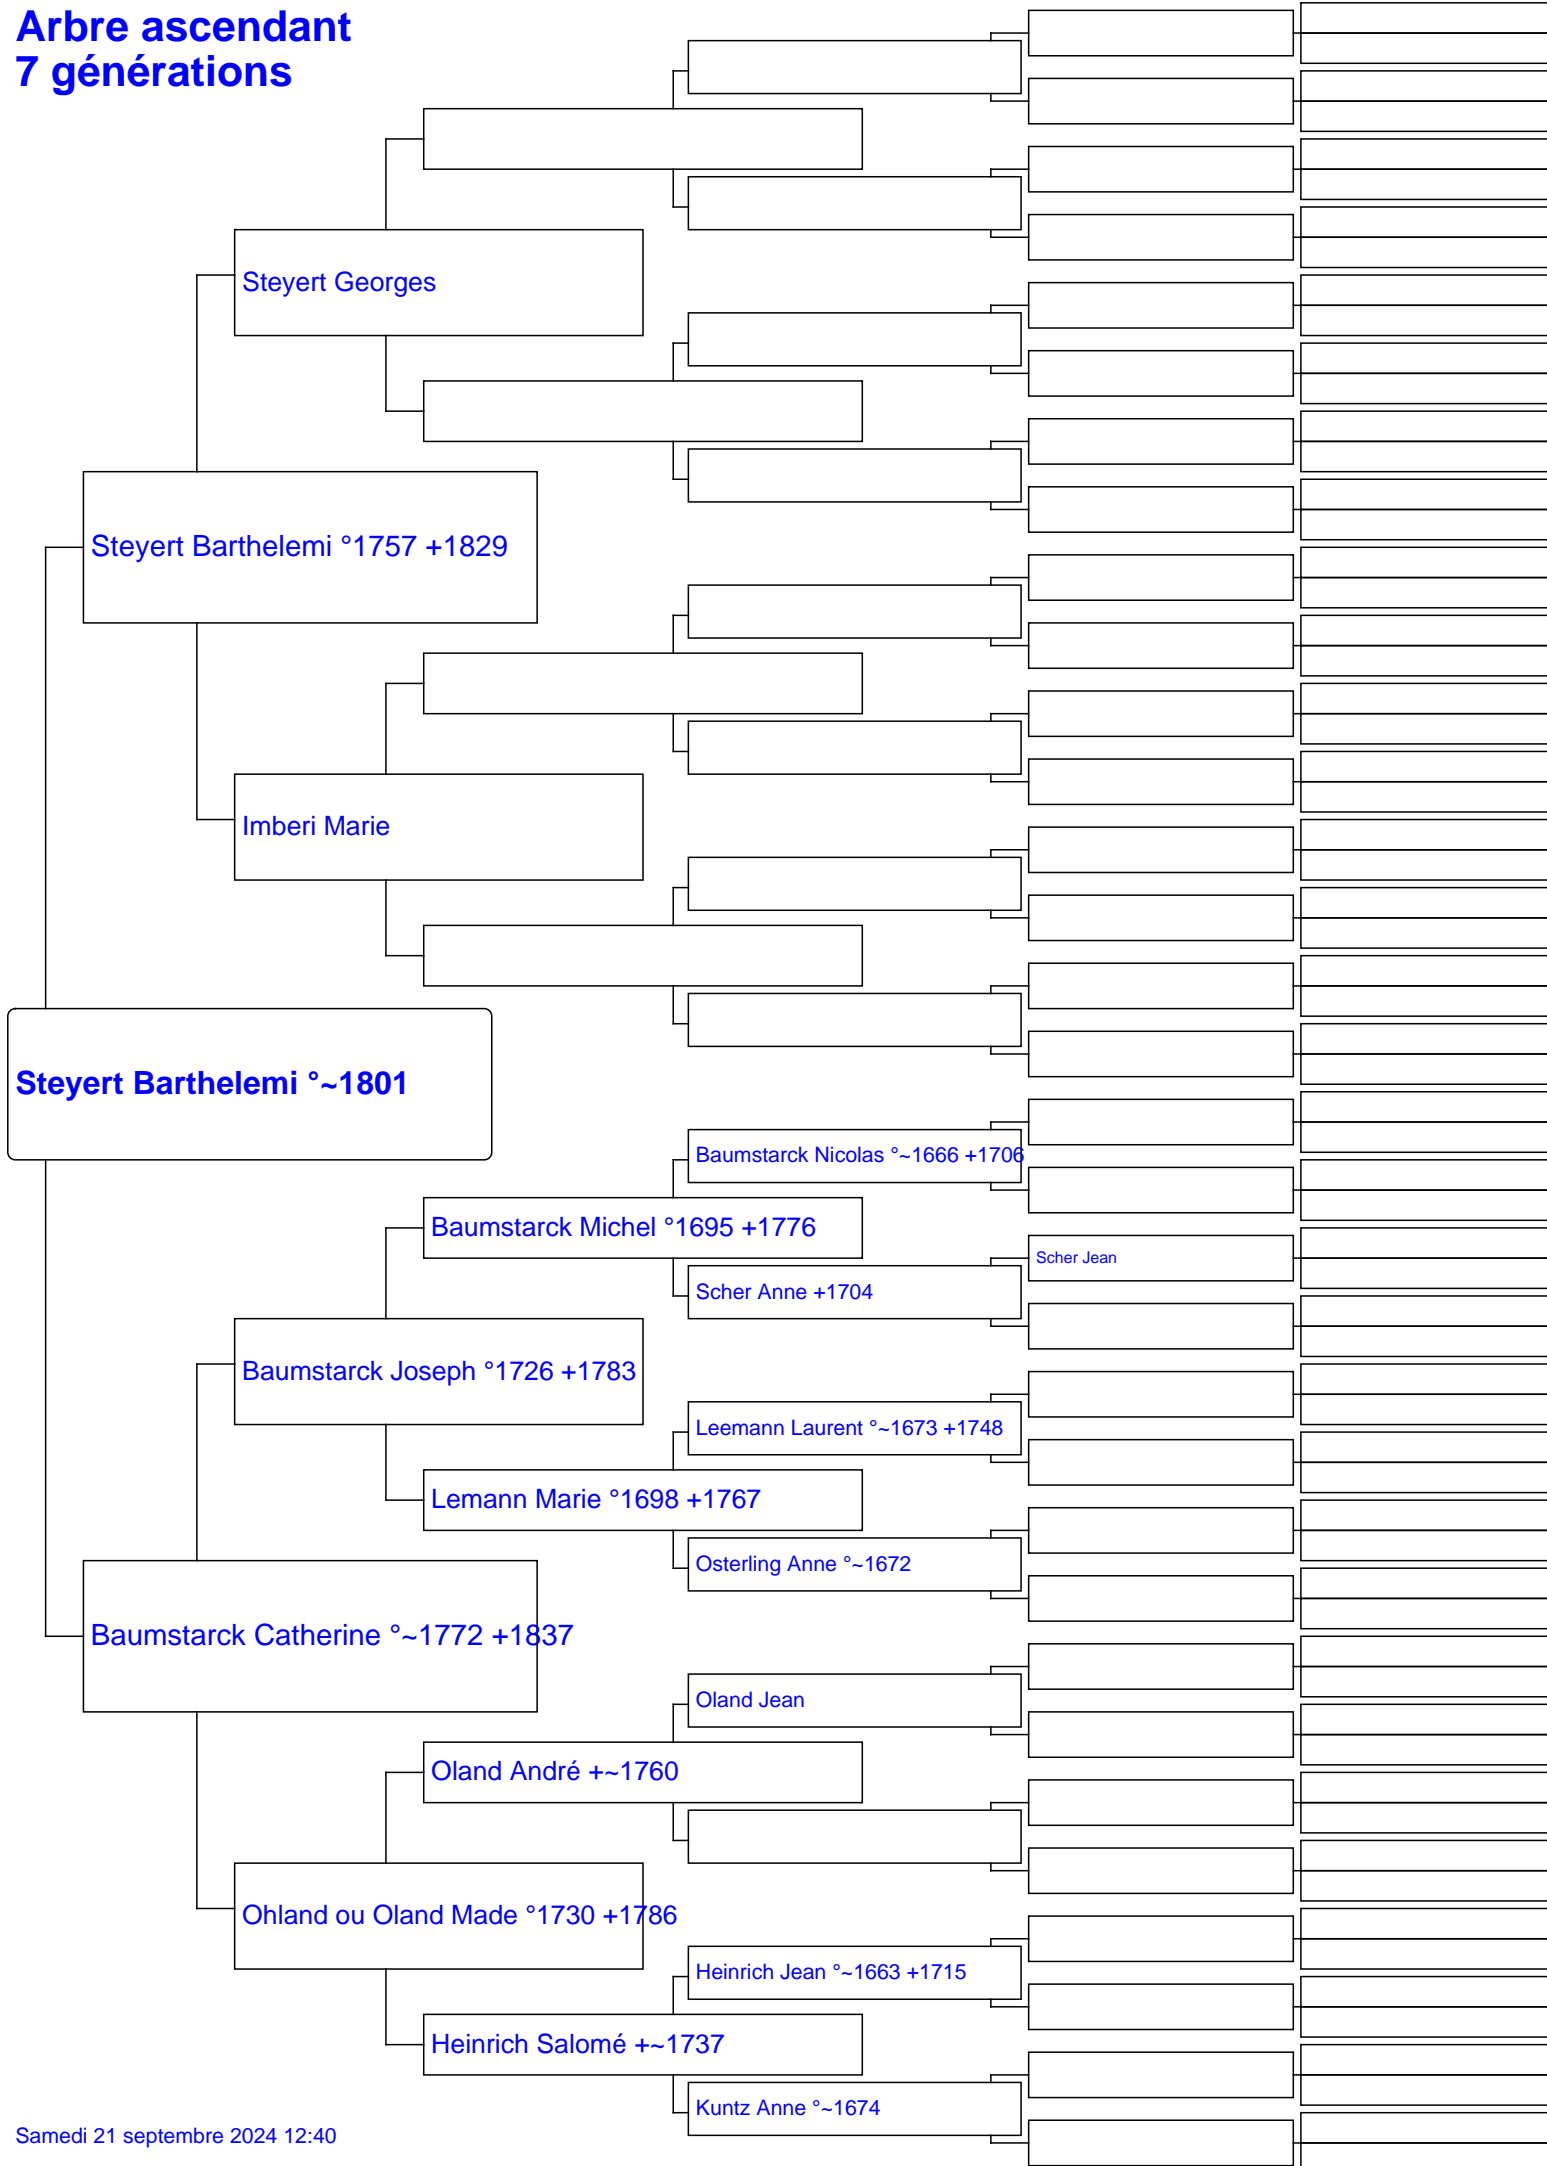 Arbre ascendant
7 générations
Steyert Georges
Steyert Barthelemi °1757 +1829
Imberi Marie
Steyert Barthelemi °~1801
Baumstarck Nicolas °~1666 +1706
Baumstarck Michel °1695 +1776
Scher Jean
Scher Anne +1704
Baumstarck Joseph °1726 +1783
Leemann Laurent °~1673 +1748
Lemann Marie °1698 +1767
Osterling Anne °~1672
Baumstarck Catherine °~1772 +1837
Oland Jean
Oland André +~1760
Ohland ou Oland Made °1730 +1786
Heinrich Jean °~1663 +1715
Heinrich Salomé +~1737
Kuntz Anne °~1674
Samedi 21 septembre 2024 12:40